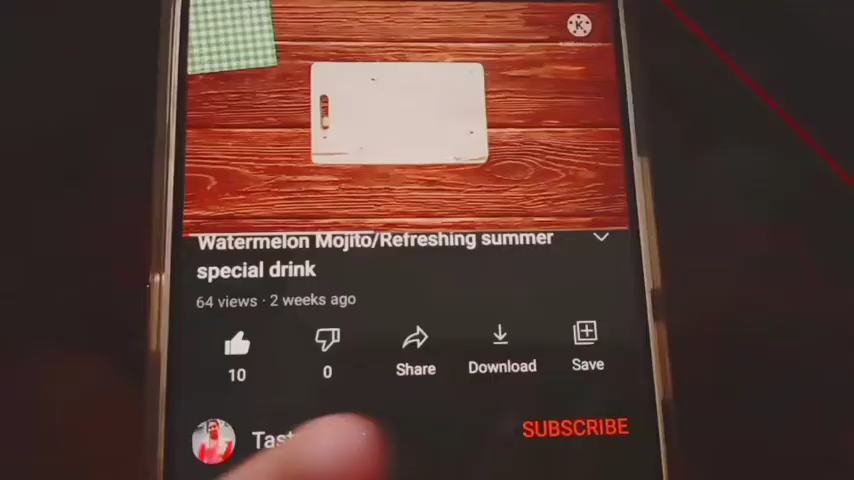 K
Watermelon Mojito/Refreshing summer
special drink
64 views · 2 weeks ago
10
0
Share
Download
Save
SUBSCRIBE